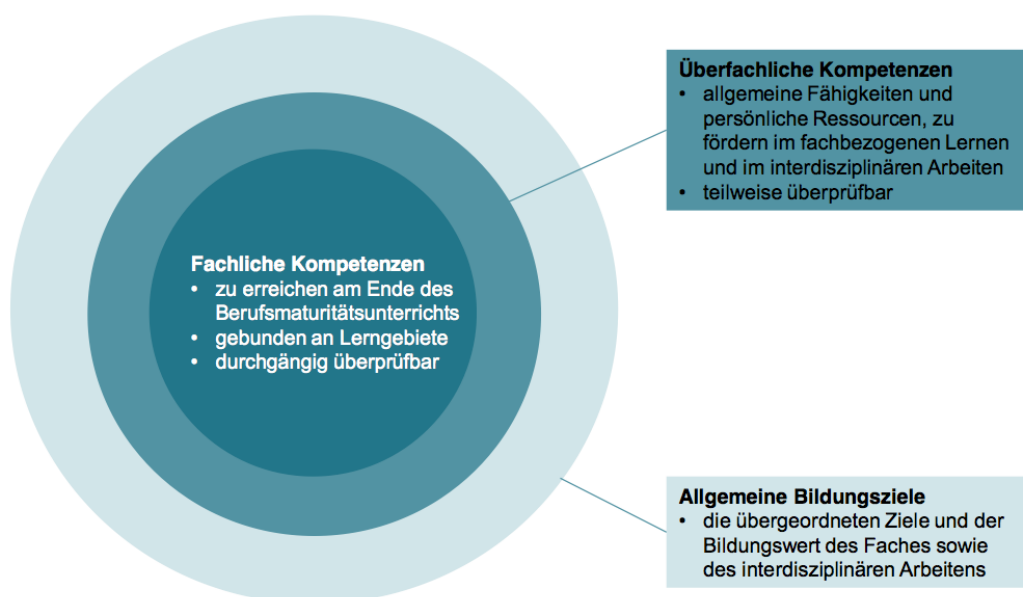 Überfachliche Kompetenzen
• allgemeine Fähigkeiten und
persönliche Ressourcen, zu
fördern im fachbezogenen Lernen
und im interdisziplinären Arbeiten
• teilweise überprüfbar
Fachliche Kompetenzen
• zu erreichen am Ende des
Berufsmaturitätsunterrichts
• gebunden an Lerngebiete
• durchgängig überprüfbar
Allgemeine Bildungsziele
• die übergeordneten Ziele und der
Bildungswert des Faches sowie
des interdisziplinären Arbeitens